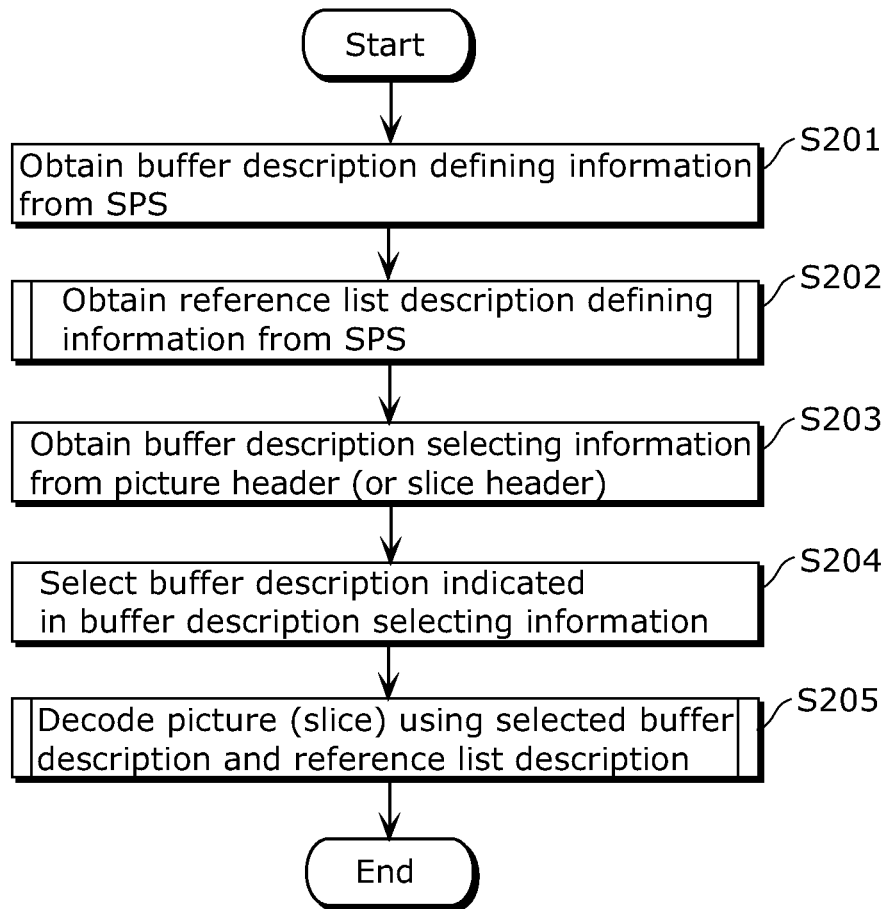 Start
S201
Obtain buffer description defining information
from SPS
S202
Obtain reference list description defining
information from SPS
S203
Obtain buffer description selecting information
from picture header (or slice header)
S204
Select buffer description indicated
in buffer description selecting information
S205
Decode picture (slice) using selected buffer
description and reference list description
End